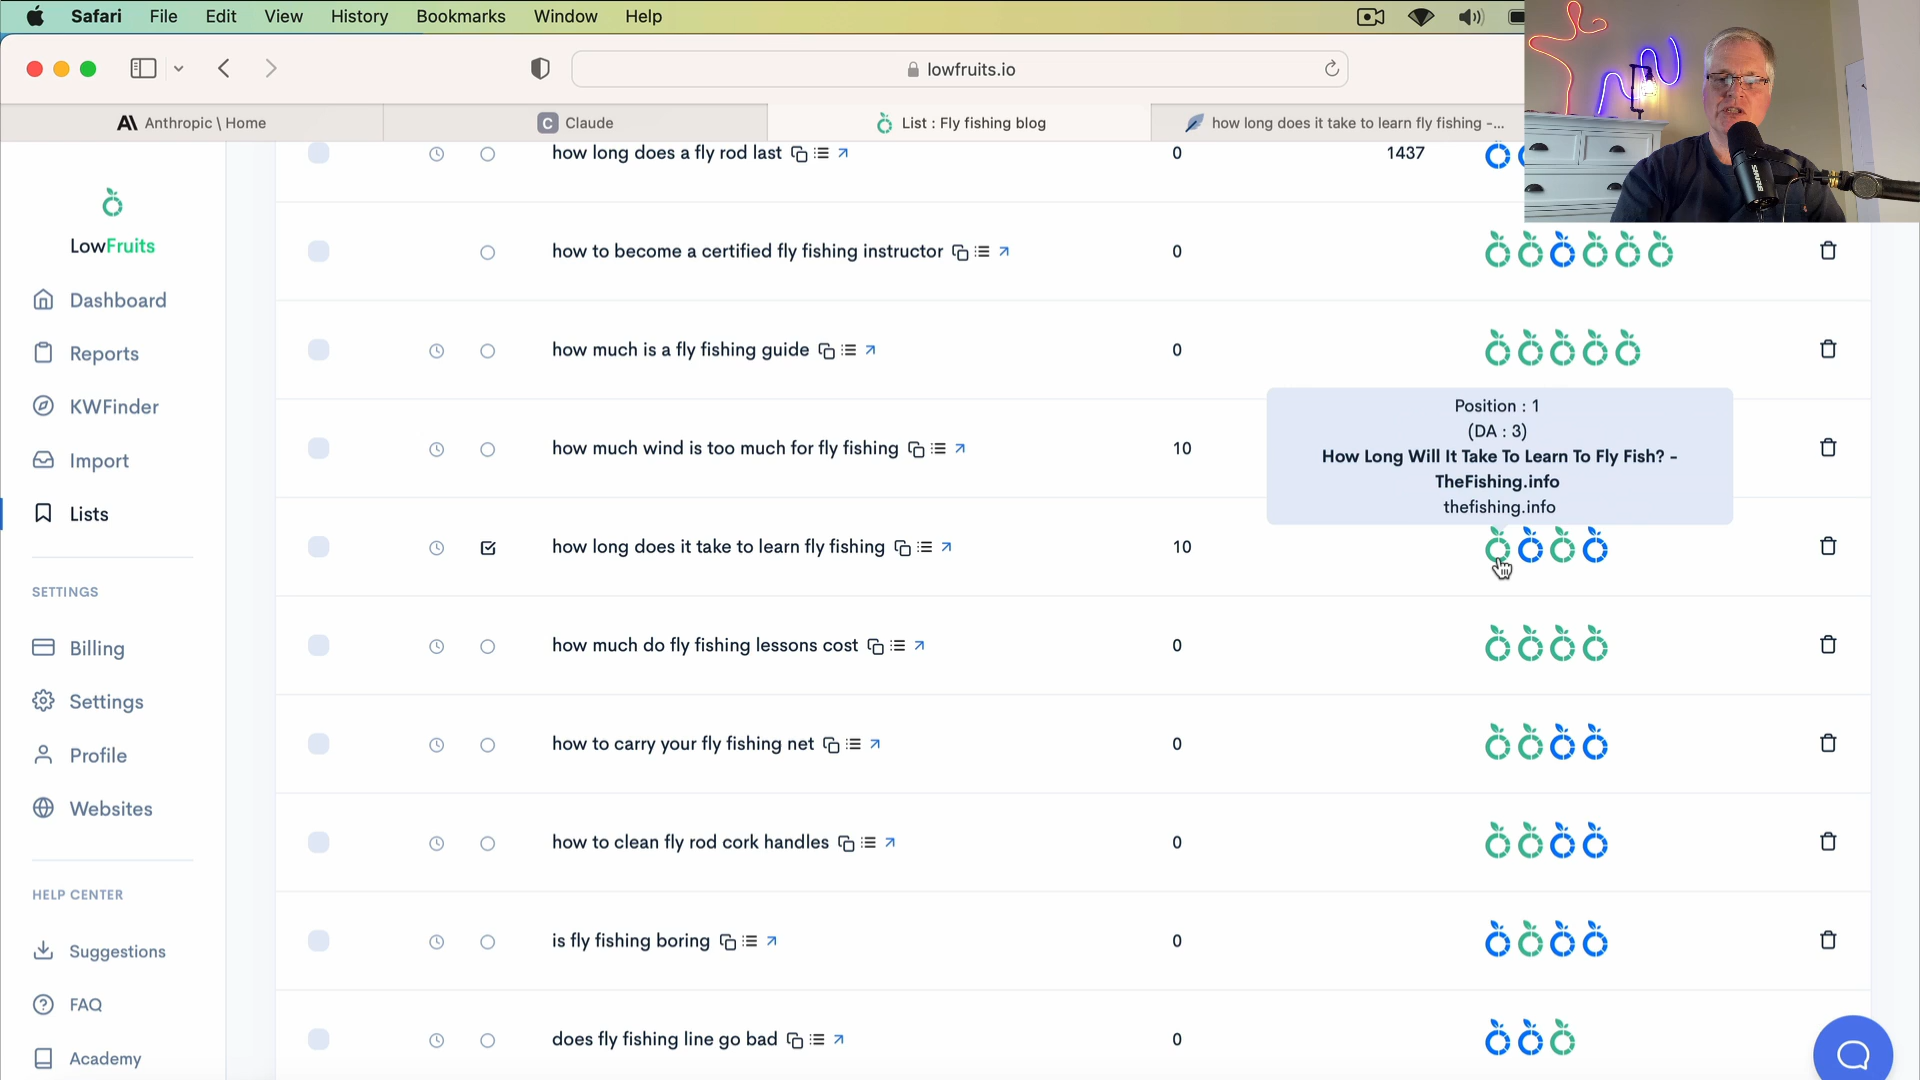 Safari File Edit View History Bookmarks Window Help
lowfruits.io
Anthropic \ Home
C Claude
List : Fly fishing blog
how long does it take to learn fly fishing -...
LowFruits
Dashboard
Reports
KWFinder
Import
Lists
SETTINGS
Billing
Settings
Profile
Websites
HELP CENTER
Suggestions
FAQ
Academy
how long does a fly rod last 0 1437
how to become a certified fly fishing instructor 0
how much is a fly fishing guide 0
how much wind is too much for fly fishing 10
Position : 1
(DA : 3)
How Long Will It Take To Learn To Fly Fish? -
TheFishing.info
thefishing.info
how long does it take to learn fly fishing 10
how much do fly fishing lessons cost 0
how to carry your fly fishing net 0
how to clean fly rod cork handles 0
is fly fishing boring 0
does fly fishing line go bad 0